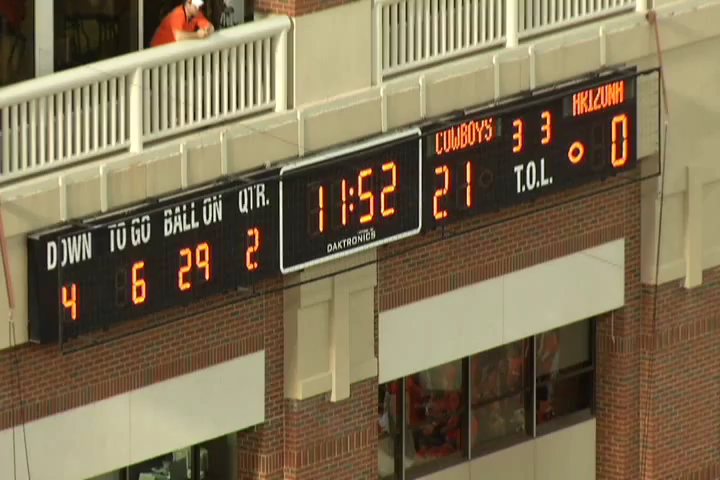 DOWN TO GO BALL ON QTR.
4 6 29 2
11:52
DAKTRONICS
COWBOYS 3 3 ARIZONA
21 T.O.L. 0